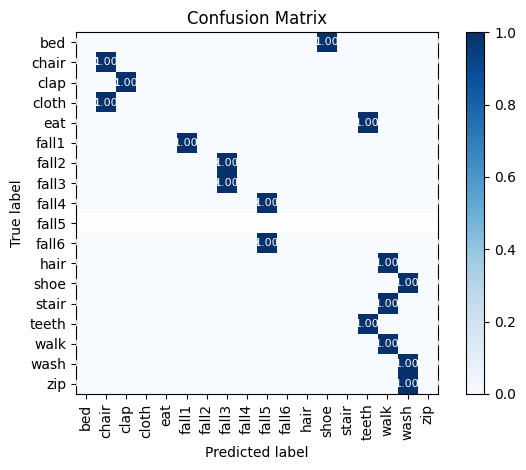 Confusion Matrix
bed 1.00
chair 1.00
clap 1.00
cloth 1.00
eat 1.00
fall1 1.00
fall2 1.00
fall3 1.00
fall4 1.00
fall5
fall6 1.00
hair 1.00
shoe 1.00
stair 1.00
teeth 1.00
walk 1.00
wash 1.00
zip 1.00
True label
bed chair clap cloth eat fall1 fall2 fall3 fall4 fall5 fall6 hair shoe stair teeth walk wash zip
Predicted label
1.0
0.8
0.6
0.4
0.2
0.0